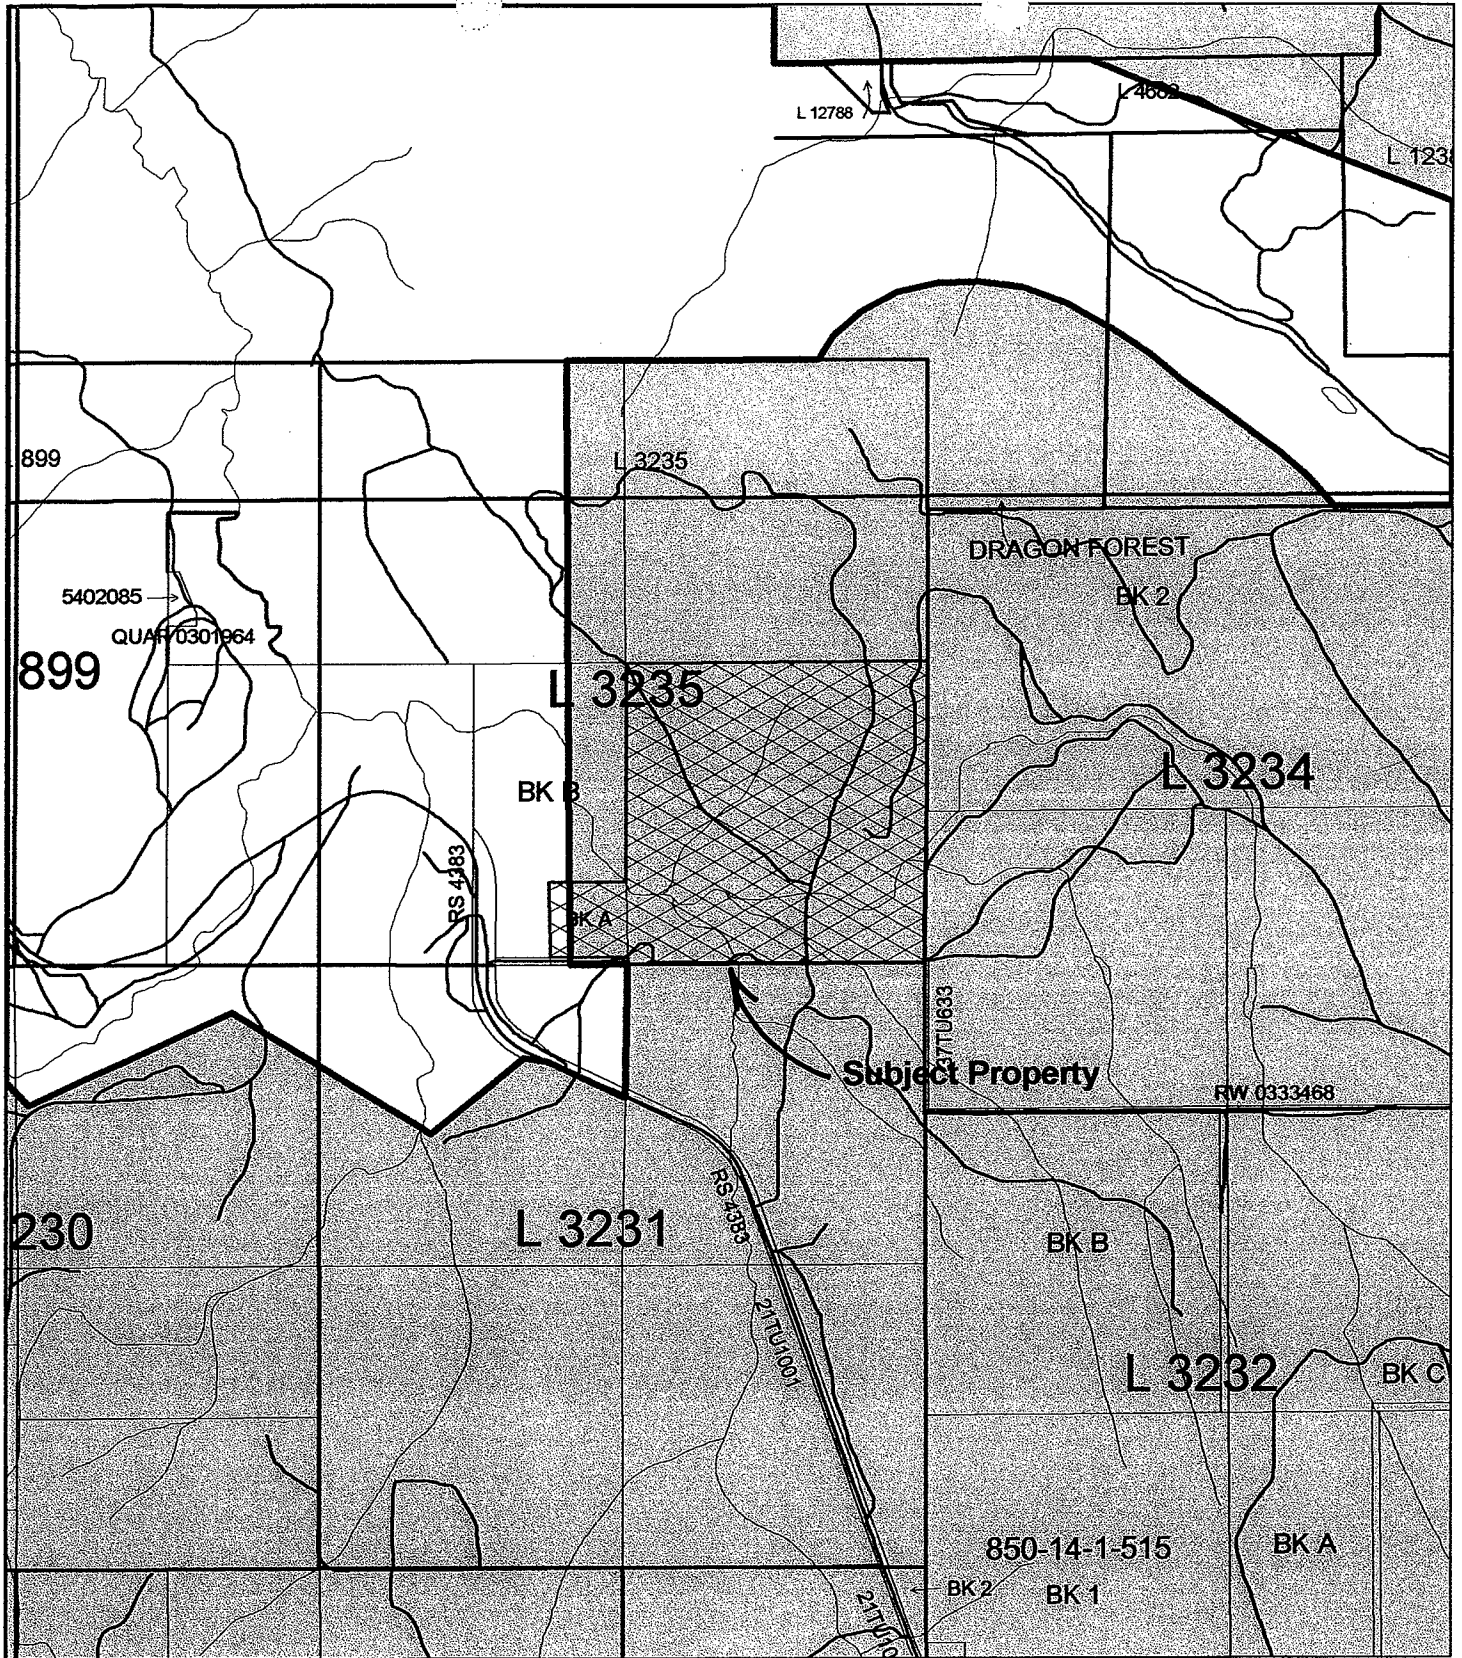 L 12788
L 4682
L 123
899
L 3235
DRAGON FOREST
BK 2
5402085
QUAR 0301964
899
L 3235
L 3234
BK B
RS 4383
BK A
37TU633
Subject Property
RW 0333468
RS 4383
230
L 3231
BK B
21TU1001
L 3232
BK C
850-14-1-515
BK A
BK 2
BK 1
21TU10